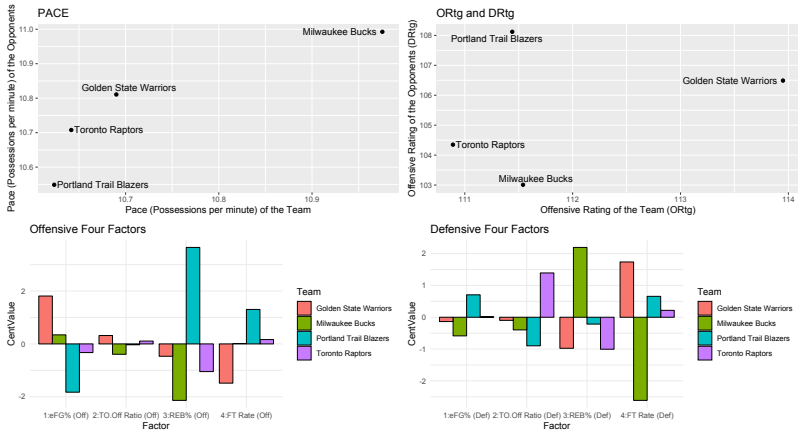 PACE
Pace (Possessions per minute) of the Opponents
11.0
10.9
10.8
10.7
10.6
Milwaukee Bucks
Golden State Warriors
Toronto Raptors
Portland Trail Blazers
10.7
10.8
10.9
Pace (Possessions per minute) of the Team
ORtg and DRtg
Offensive Rating of the Opponents (DRtg)
108
107
106
105
104
103
Portland Trail Blazers
Golden State Warriors
Toronto Raptors
Milwaukee Bucks
111
112
113
114
Offensive Rating of the Team (ORtg)
Offensive Four Factors
CentValue
2
0
-2
1:eFG% (Off) 2:TO.Off Ratio (Off) 3:REB% (Off) 4:FT Rate (Off)
Factor
Team
Golden State Warriors
Milwaukee Bucks
Portland Trail Blazers
Toronto Raptors
Defensive Four Factors
CentValue
2
1
0
-1
-2
1:eFG% (Def) 2:TO.Off Ratio (Def) 3:REB% (Def) 4:FT Rate (Def)
Factor
Team
Golden State Warriors
Milwaukee Bucks
Portland Trail Blazers
Toronto Raptors